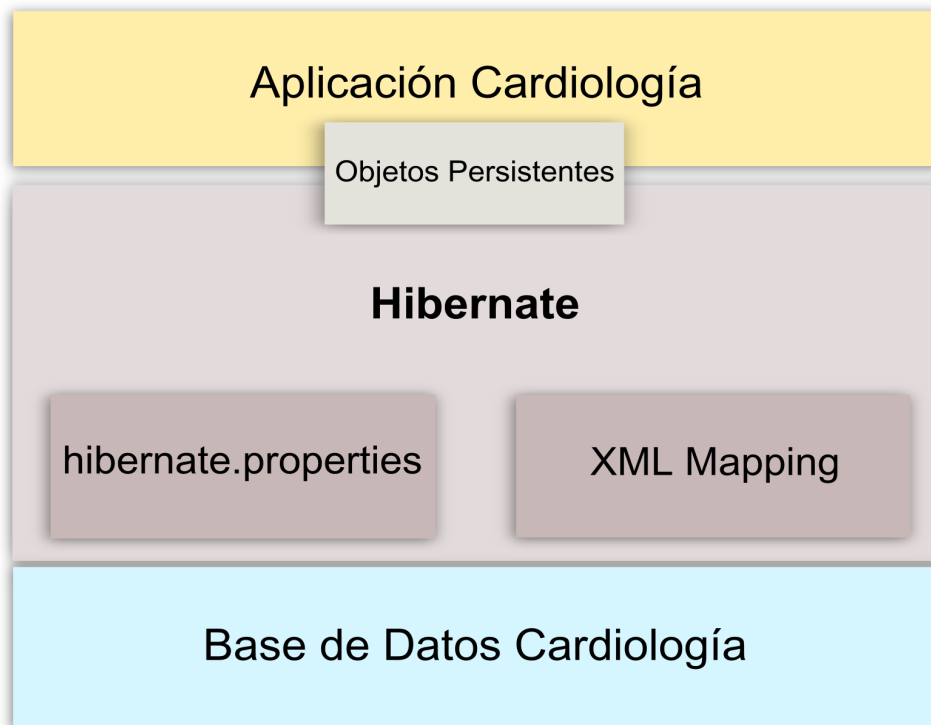 Aplicación Cardiología
Objetos Persistentes
Hibernate
hibernate.properties
XML Mapping
Base de Datos Cardiología